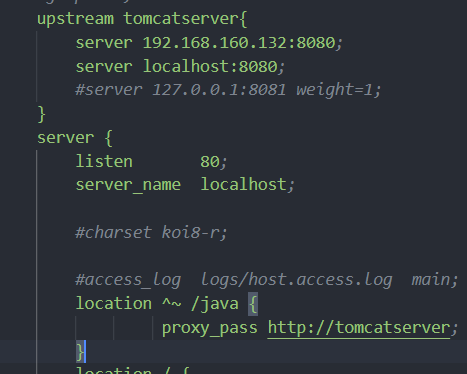 upstream tomcatserver{
server 192.168.160.132:8080;
server localhost:8080;
#server 127.0.0.1:8081 weight=1;
}
server {
listen 80;
server_name localhost;
#charset koi8-r;
#access_log logs/host.access.log main;
location ^~ /java {
proxy_pass http://tomcatserver;
}
location / {